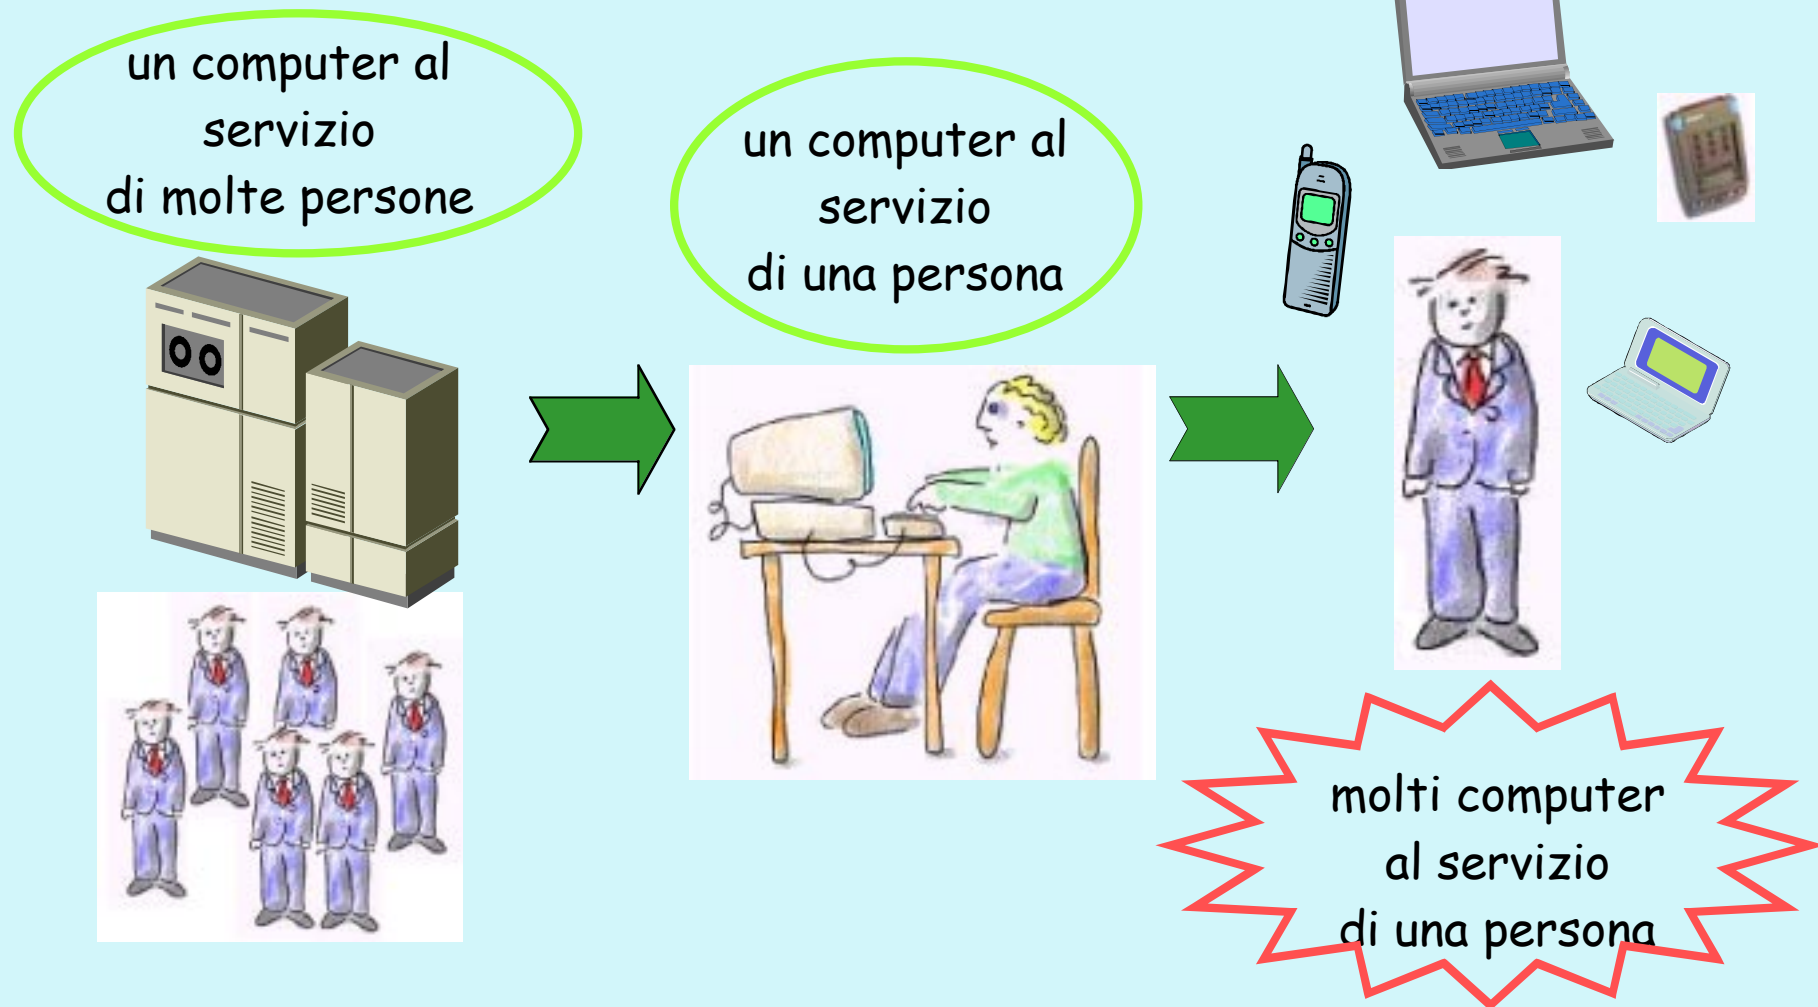 un computer al
servizio
di molte persone
un computer al
servizio
di una persona
molti computer
al servizio
di una persona